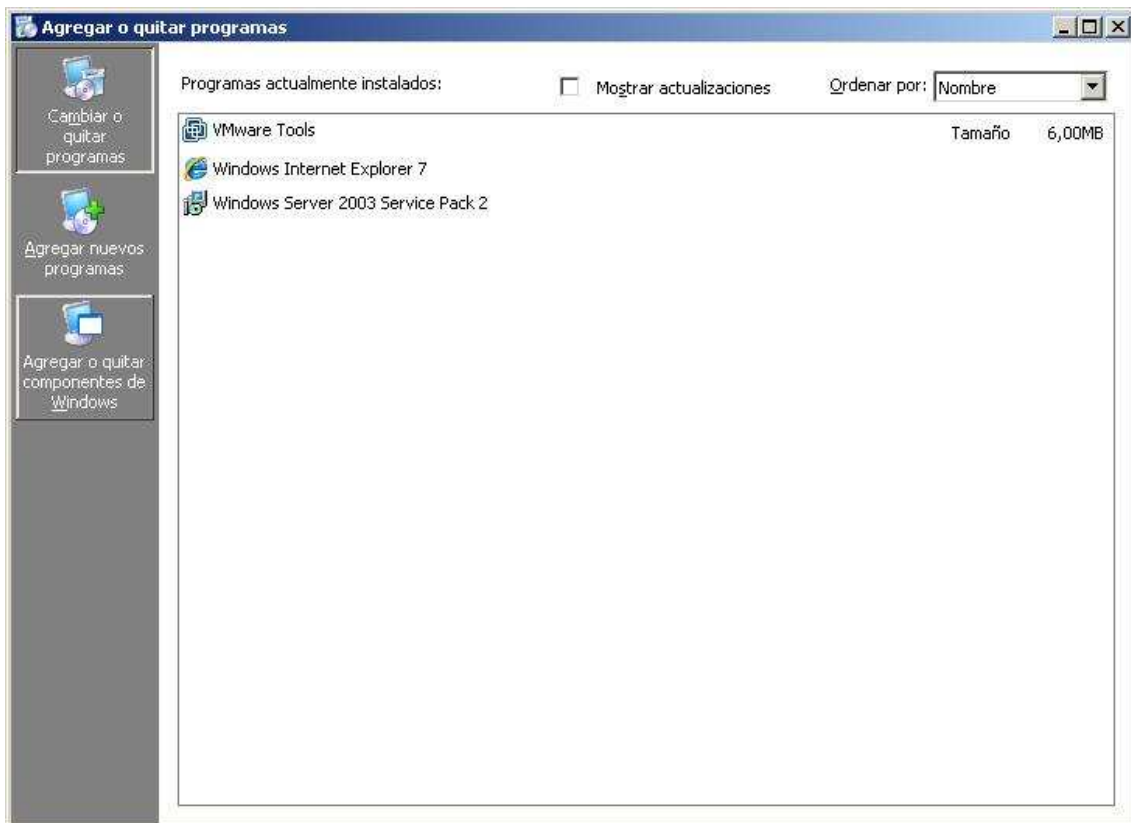 Agregar o quitar programas
Cambiar o
quitar
programas
Agregar nuevos
programas
Agregar o quitar
componentes de
Windows
Programas actualmente instalados:
Mostrar actualizaciones
Ordenar por: Nombre
VMware Tools Tamaño 6,00MB
Windows Internet Explorer 7
Windows Server 2003 Service Pack 2